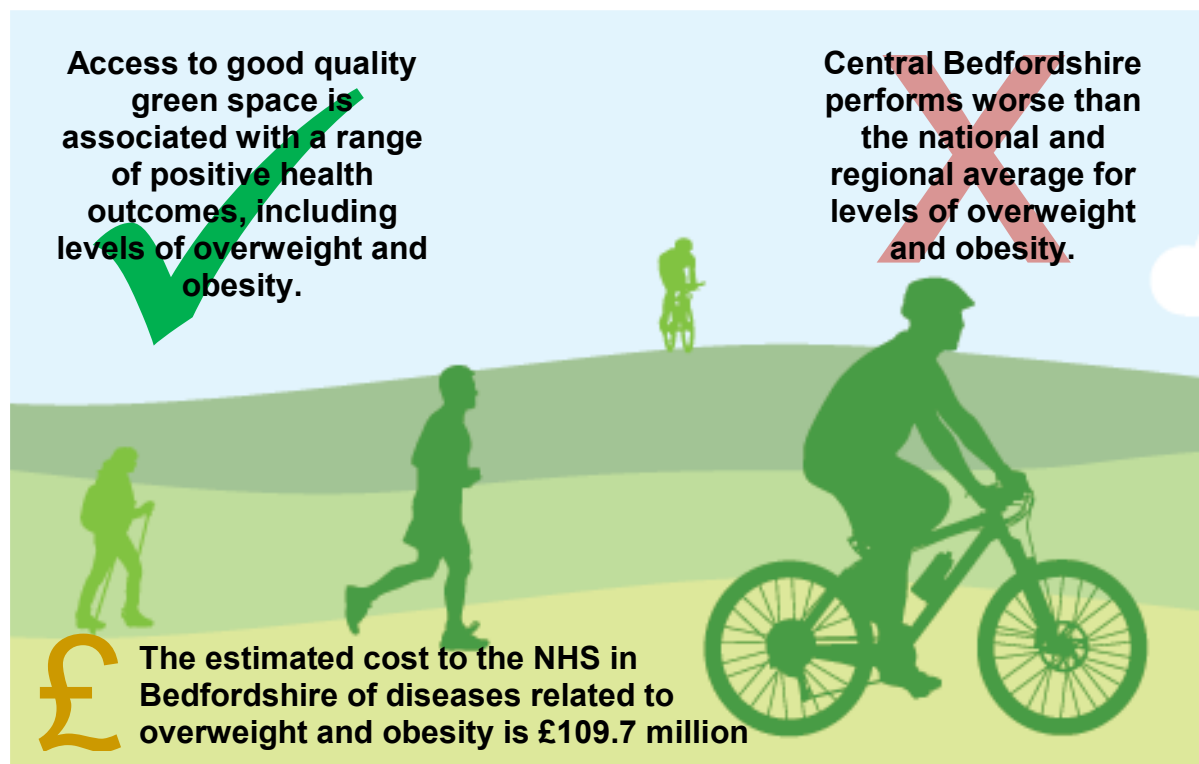 Access to good quality
green space is
associated with a range
of positive health
outcomes, including
levels of overweight and
obesity.
Central Bedfordshire
performs worse than
the national and
regional average for
levels of overweight
and obesity.
£
The estimated cost to the NHS in
Bedfordshire of diseases related to
overweight and obesity is £109.7 million